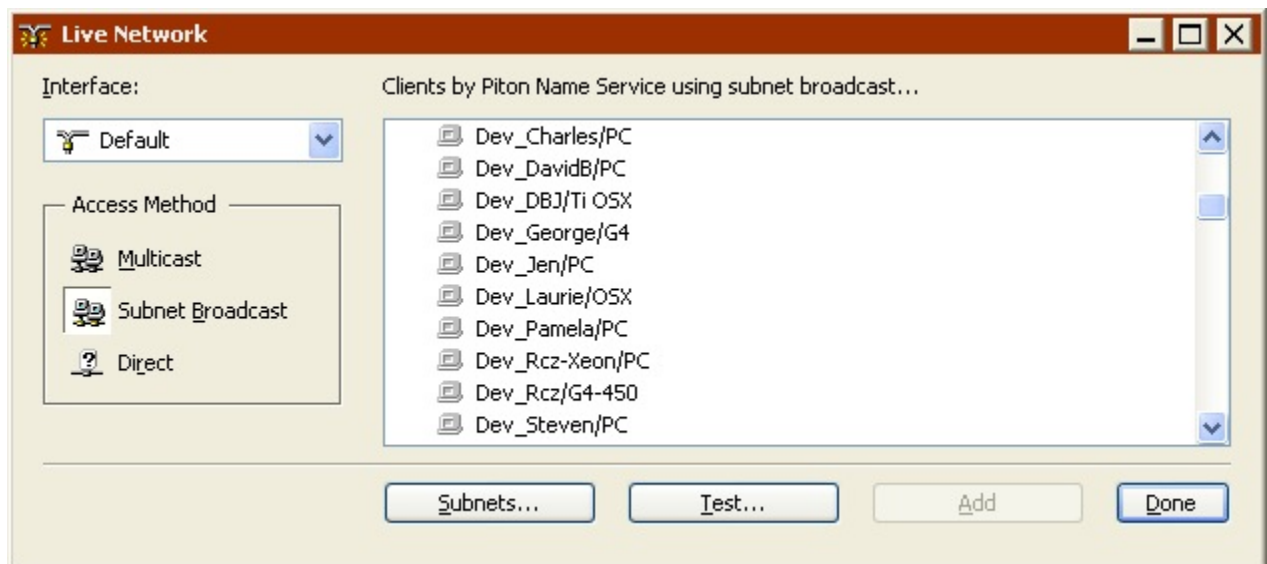 Live Network
Interface:
Default
Access Method
Multicast
Subnet Broadcast
Direct
Clients by Piton Name Service using subnet broadcast...
Dev_Charles/PC
Dev_DavidB/PC
Dev_DBJ/Ti OSX
Dev_George/G4
Dev_Jen/PC
Dev_Laurie/OSX
Dev_Pamela/PC
Dev_Rcz-Xeon/PC
Dev_Rcz/G4-450
Dev_Steven/PC
Subnets...
Test...
Add
Done